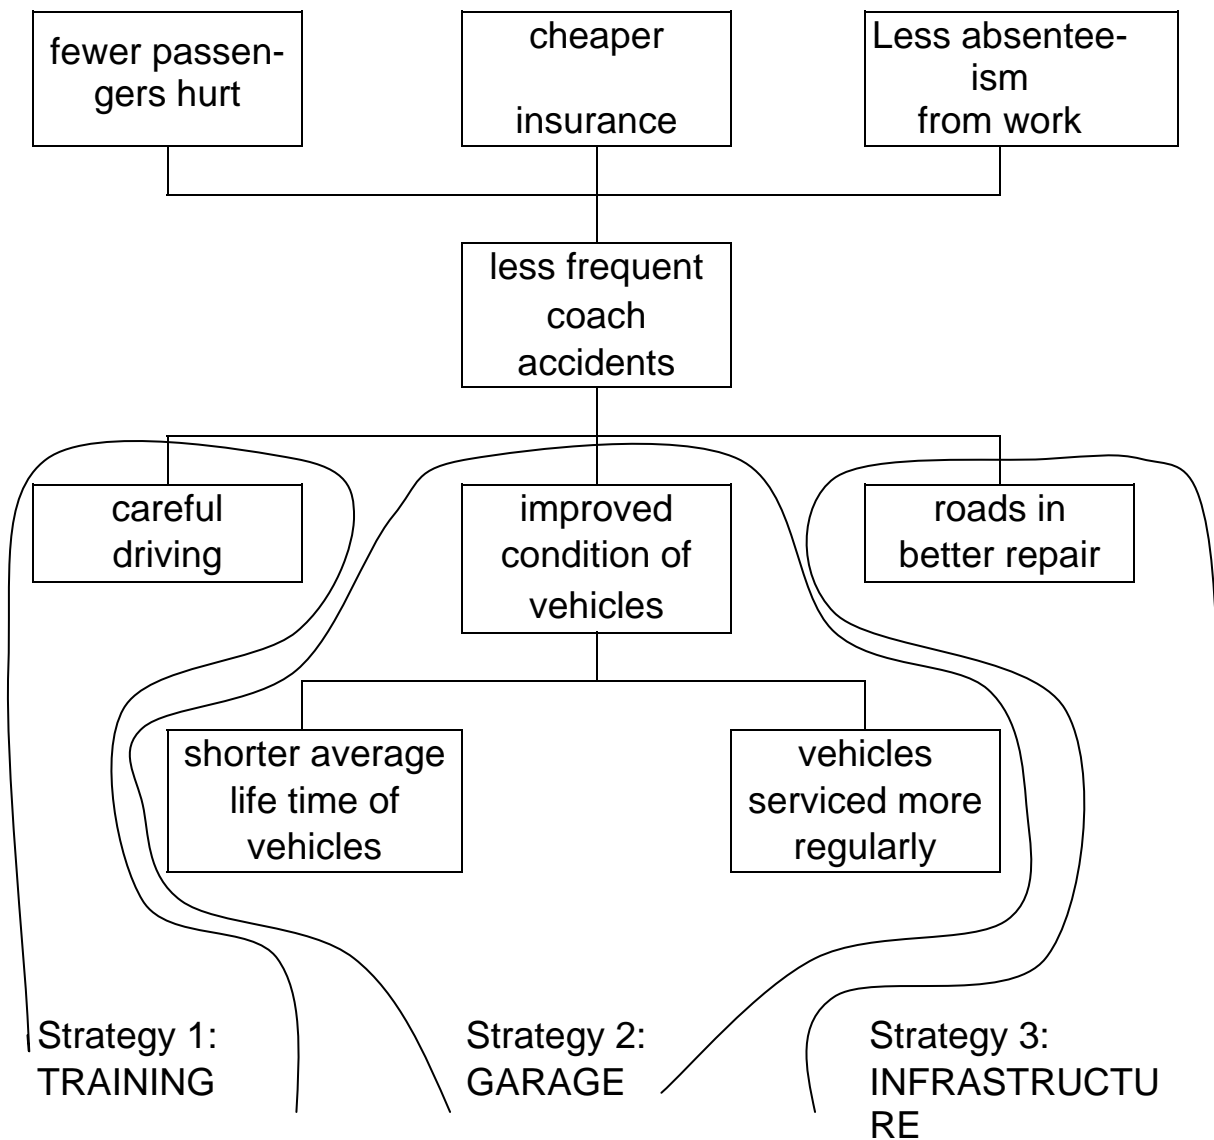 fewer passen-
gers hurt
cheaper
insurance
Less absentee-
ism
from work
less frequent
coach
accidents
careful
driving
improved
condition of
vehicles
roads in
better repair
shorter average
life time of
vehicles
vehicles
serviced more
regularly
Strategy 1:
TRAINING
Strategy 2:
GARAGE
Strategy 3:
INFRASTRUCTU
RE